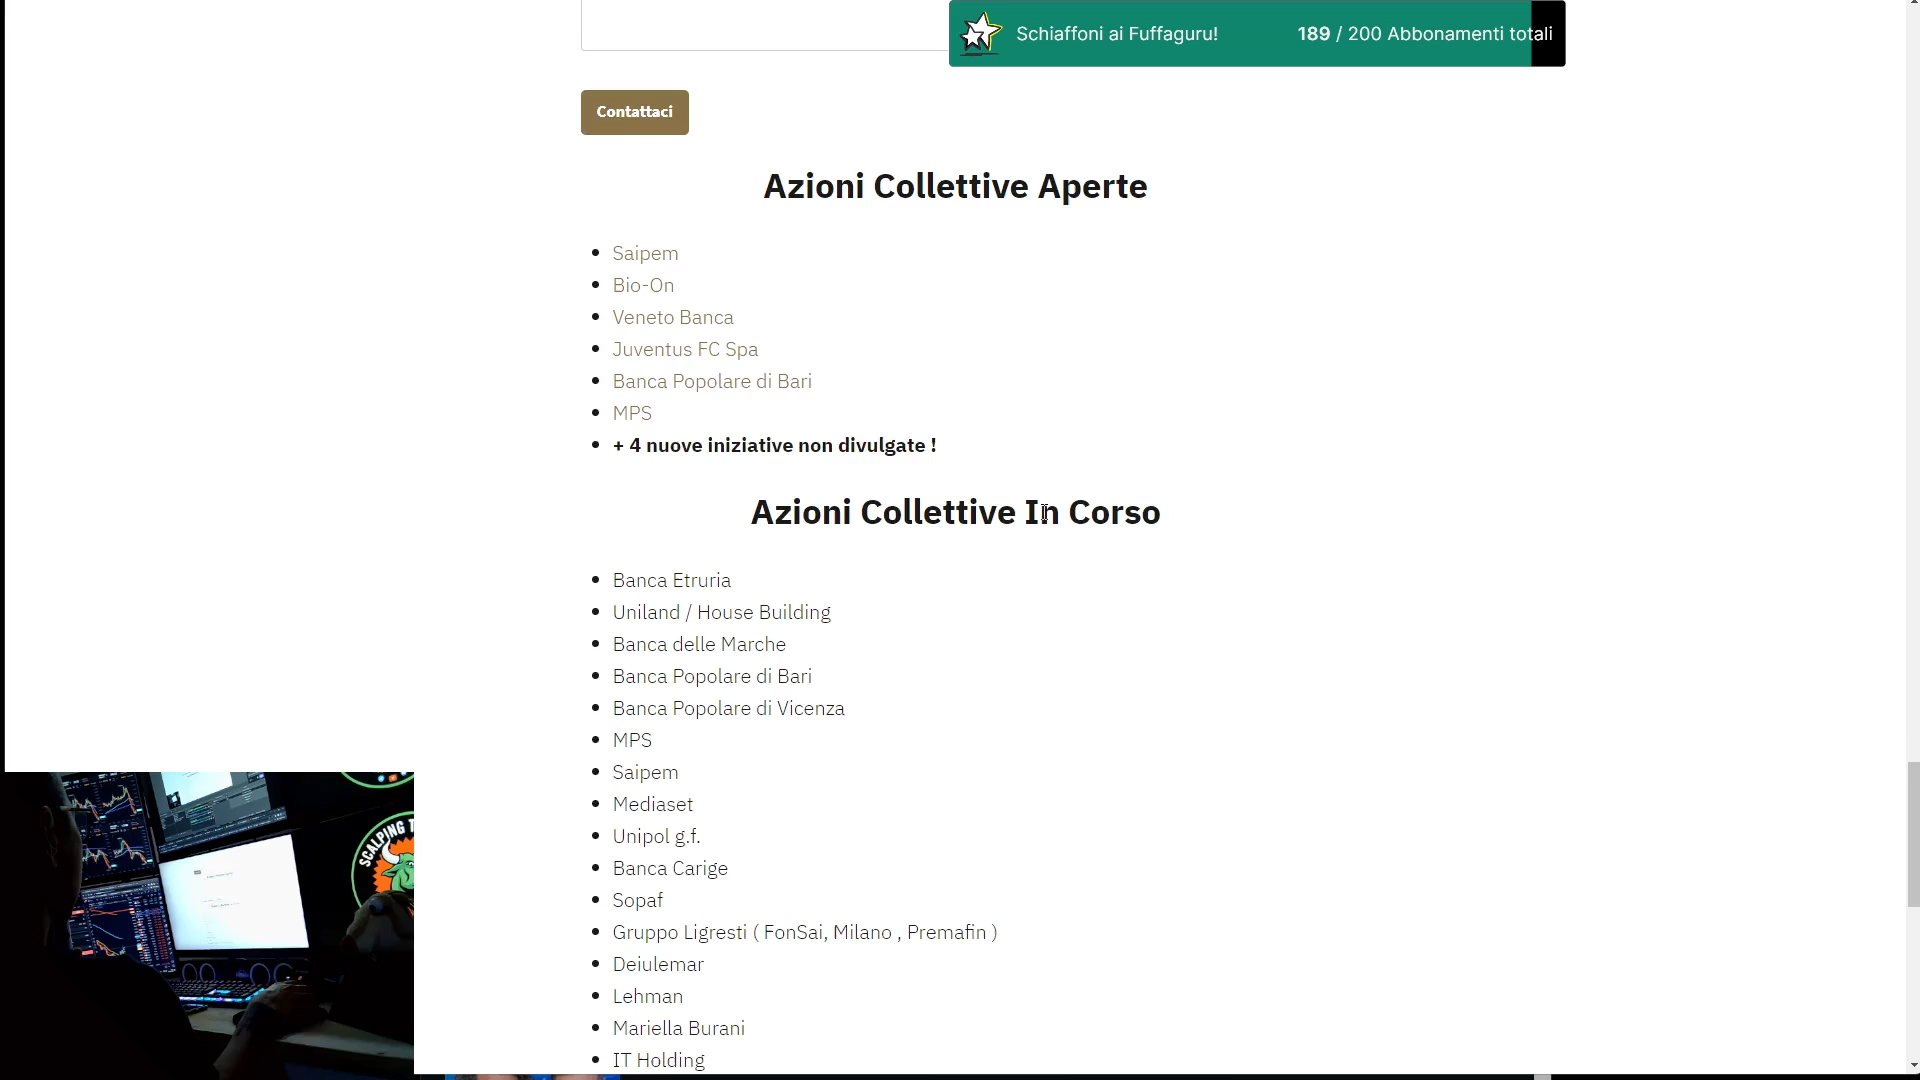 Schiaffoni ai Fuffaguru!
189 / 200 Abbonamenti totali
Contattaci
Azioni Collettive Aperte
Saipem
Bio-On
Veneto Banca
Juventus FC Spa
Banca Popolare di Bari
MPS
+ 4 nuove iniziative non divulgate !
Azioni Collettive In Corso
Banca Etruria
Uniland / House Building
Banca delle Marche
Banca Popolare di Bari
Banca Popolare di Vicenza
MPS
Saipem
Mediaset
Unipol g.f.
Banca Carige
Sopaf
Gruppo Ligresti ( FonSai, Milano , Premafin )
Deiulemar
Lehman
Mariella Burani
IT Holding
SCALPING